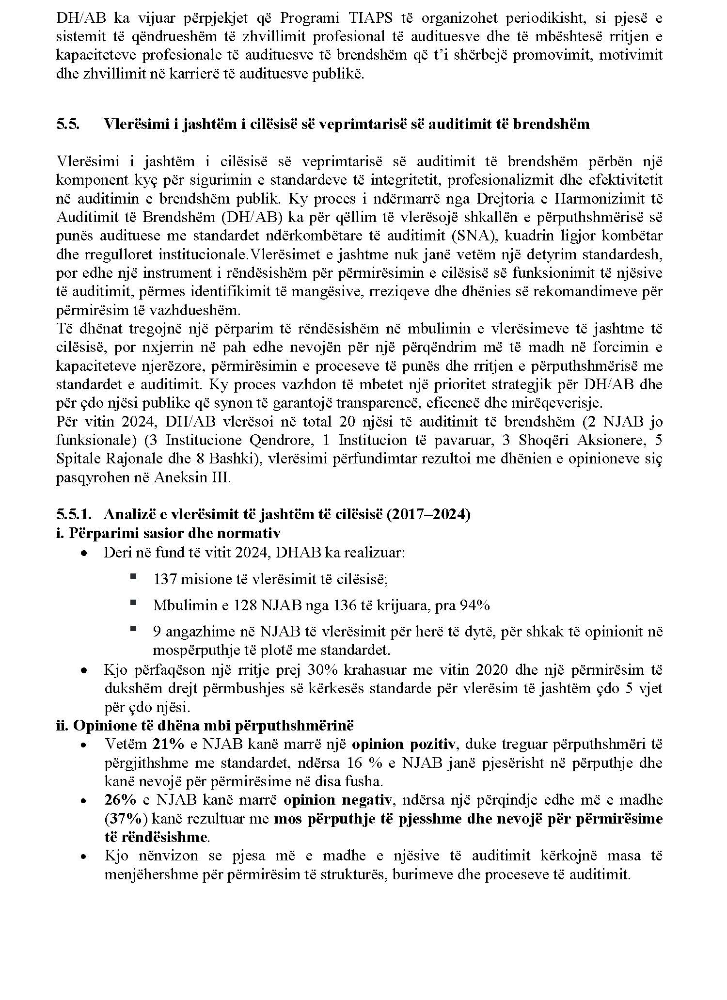 DH/AB ka vijuar përpjekjet që Programi TIAPS të organizohet periodikisht, si pjesë e
sistemit të qëndrueshëm të zhvillimit profesional të audituesve dhe të mbështesë rritjen e
kapaciteteve profesionale të audituesve të brendshëm që t’i shërbejë promovimit, motivimit
dhe zhvillimit në karrierë të audituesve publikë.
5.5. Vlerësimi i jashtëm i cilësisë së veprimtarisë së auditimit të brendshëm
Vlerësimi i jashtëm i cilësisë së veprimtarisë së auditimit të brendshëm përbën një
komponent kyç për sigurimin e standardeve të integritetit, profesionalizmit dhe efektivitetit
në auditimin e brendshëm publik. Ky proces i ndërmarrë nga Drejtoria e Harmonizimit të
Auditimit të Brendshëm (DH/AB) ka për qëllim të vlerësojë shkallën e përputhshmërisë së
punës audituese me standardet ndërkombëtare të auditimit (SNA), kuadrin ligjor kombëtar
dhe rregulloret institucionale.Vlerësimet e jashtme nuk janë vetëm një detyrim standardesh,
por edhe një instrument i rëndësishëm për përmirësimin e cilësisë së funksionimit të njësive
të auditimit, përmes identifikimit të mangësive, rreziqeve dhe dhënies së rekomandimeve për
përmirësim të vazhdueshëm.
Të dhënat tregojnë një përparim të rëndësishëm në mbulimin e vlerësimeve të jashtme të
cilësisë, por nxjerrin në pah edhe nevojën për një përqëndrim më të madh në forcimin e
kapaciteteve njerëzore, përmirësimin e proceseve të punës dhe rritjen e përputhshmërisë me
standardet e auditimit. Ky proces vazhdon të mbetet një prioritet strategjik për DH/AB dhe
për çdo njësi publike që synon të garantojë transparencë, eficencë dhe mirëqeverisje.
Për vitin 2024, DH/AB vlerësoi në total 20 njësi të auditimit të brendshëm (2 NJAB jo
funksionale) (3 Institucione Qendrore, 1 Institucion të pavaruar, 3 Shoqëri Aksionere, 5
Spitale Rajonale dhe 8 Bashki), vlerësimi përfundimtar rezultoi me dhënien e opinioneve siç
pasqyrohen në Aneksin III.
5.5.1. Analizë e vlerësimit të jashtëm të cilësisë (2017–2024)
i. Përparimi sasior dhe normativ
• Deri në fund të vitit 2024, DHAB ka realizuar:
▪ 137 misione të vlerësimit të cilësisë;
▪ Mbulimin e 128 NJAB nga 136 të krijuara, pra 94%
▪ 9 angazhime në NJAB të vlerësimit për herë të dytë, për shkak të opinionit në
mospërputhje të plotë me standardet.
• Kjo përfaqëson një rritje prej 30% krahasuar me vitin 2020 dhe një përmirësim të
dukshëm drejt përmbushjes së kërkesës standarde për vlerësim të jashtëm çdo 5 vjet
për çdo njësi.
ii. Opinione të dhëna mbi përputhshmërinë
• Vetëm 21% e NJAB kanë marrë një opinion pozitiv, duke treguar përputhshmëri të
përgjithshme me standardet, ndërsa 16 % e NJAB janë pjesërisht në përputhje dhe
kanë nevojë për përmirësime në disa fusha.
• 26% e NJAB kanë marrë opinion negativ, ndërsa një përqindje edhe më e madhe
(37%) kanë rezultuar me mos përputhje të pjesshme dhe nevojë për përmirësime
të rëndësishme.
• Kjo nënvizon se pjesa më e madhe e njësive të auditimit kërkojnë masa të
menjëhershme për përmirësim të strukturës, burimeve dhe proceseve të auditimit.